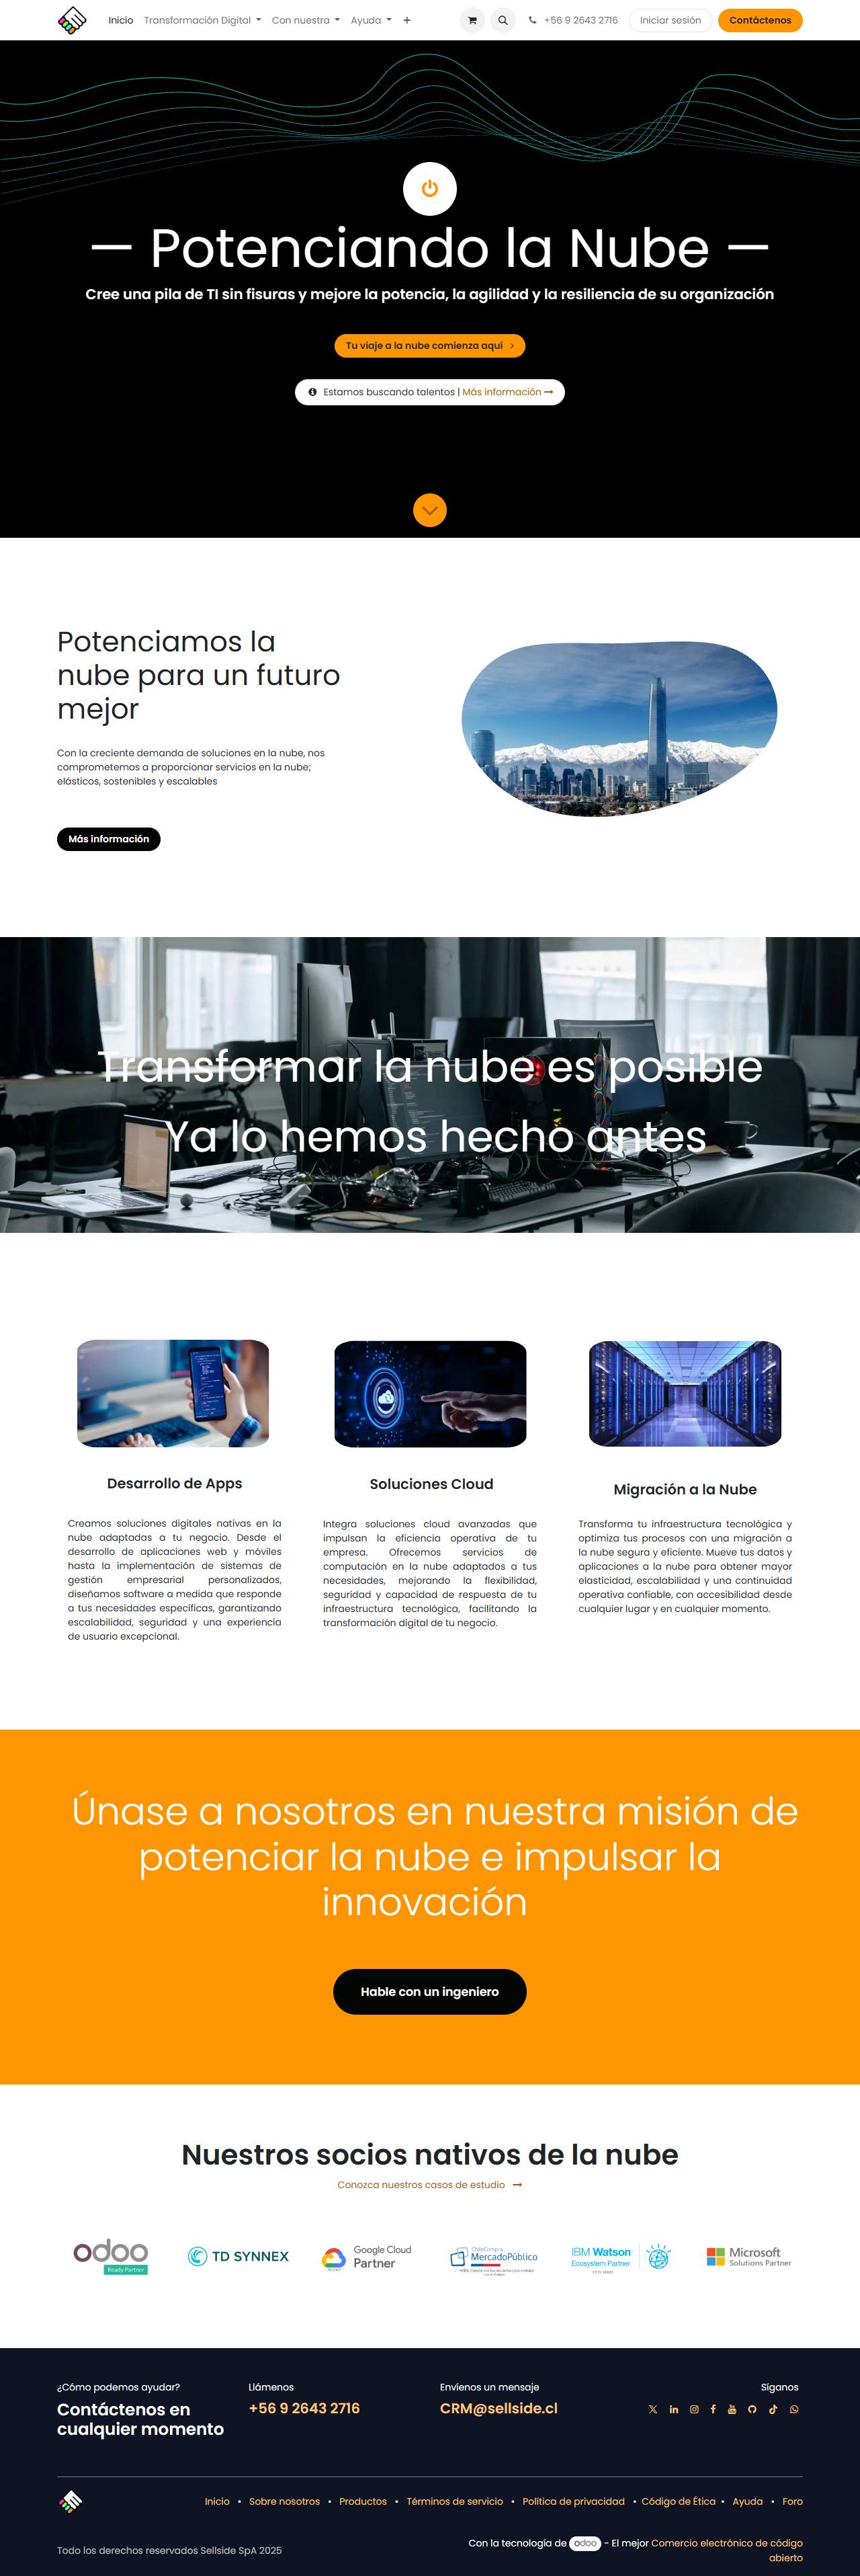 Inicio Transformación Digital Con nuestra Ayuda + +56 9 2643 2716 Iniciar sesión Contáctenos
— Potenciando la Nube —
Cree una pila de TI sin fisuras y mejore la potencia, la agilidad y la resiliencia de su organización
Tu viaje a la nube comienza aquí
Estamos buscando talentos | Más información
Potenciamos la
nube para un futuro
mejor
Con la creciente demanda de soluciones en la nube, nos
comprometemos a proporcionar servicios en la nube;
elásticos, sostenibles y escalables
Más información
Transformar la nube es posible
Ya lo hemos hecho antes
Desarrollo de Apps
Creamos soluciones digitales nativas en la
nube adaptadas a tu negocio. Desde el
desarrollo de aplicaciones web y móviles
hasta la implementación de sistemas de
gestión empresarial personalizados,
diseñamos software a medida que responde
a tus necesidades específicas, garantizando
escalabilidad, seguridad y una experiencia
de usuario excepcional.
Soluciones Cloud
Integra soluciones cloud avanzadas que
impulsan la eficiencia operativa de tu
empresa. Ofrecemos servicios de
computación en la nube adaptados a tus
necesidades, mejorando la flexibilidad,
seguridad y capacidad de respuesta de tu
infraestructura tecnológica, facilitando la
transformación digital de tu negocio.
Migración a la Nube
Transforma tu infraestructura tecnológica y
optimiza tus procesos con una migración a
la nube segura y eficiente. Mueve tus datos y
aplicaciones a la nube para obtener mayor
elasticidad, escalabilidad y una continuidad
operativa confiable, con accesibilidad desde
cualquier lugar y en cualquier momento.
Únase a nosotros en nuestra misión de
potenciar la nube e impulsar la
innovación
Hable con un ingeniero
Nuestros socios nativos de la nube
Conozca nuestros casos de estudio
odoo
Ready Partner
TD SYNNEX
Google Cloud
Partner
ChileCompra
MercadoPúblico
IBM Watson
Ecosystem Partner
Microsoft
Solutions Partner
¿Cómo podemos ayudar?
Contáctenos en
cualquier momento
Llámenos
+56 9 2643 2716
Envíenos un mensaje
CRM@sellside.cl
Síganos
Inicio • Sobre nosotros • Productos • Términos de servicio • Política de privacidad • Código de Ética • Ayuda • Foro
Todo los derechos reservados Sellside SpA 2025
Con la tecnología de odoo - El mejor Comercio electrónico de código
abierto